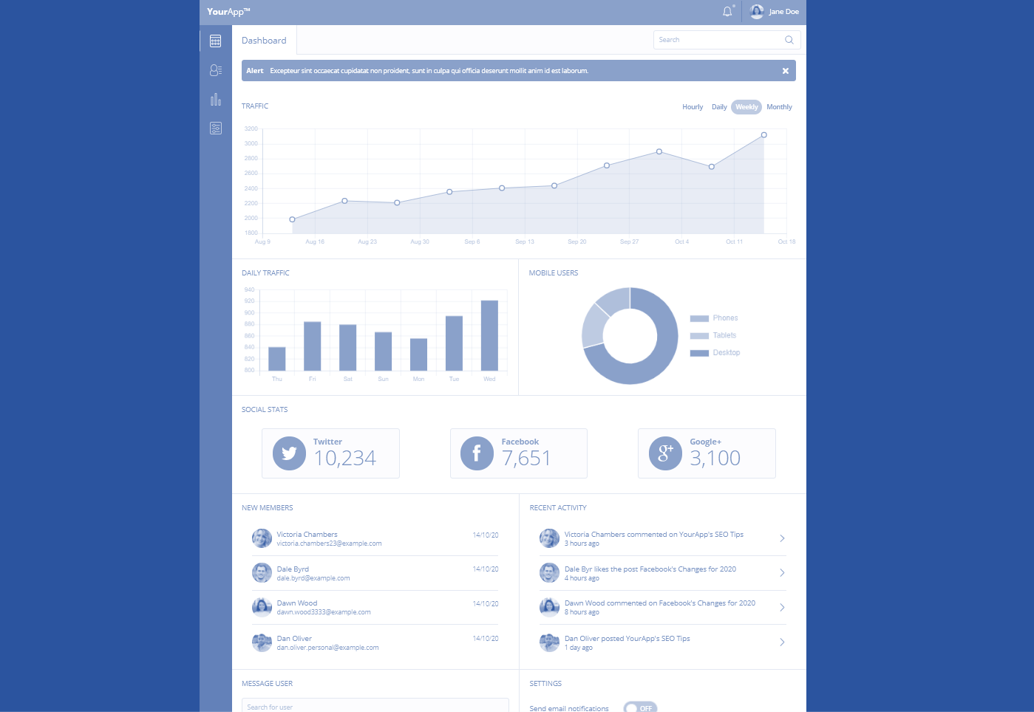 YourApp™
Jane Doe
Dashboard
Search
Alert Excepteur sint occaecat cupidatat non proident, sunt in culpa qui officia deserunt mollit anim id est laborum.
TRAFFIC
Hourly Daily Weekly Monthly
3200
3000
2800
2600
2400
2200
2000
1800
Aug 9 Aug 16 Aug 23 Aug 30 Sep 6 Sep 13 Sep 20 Sep 27 Oct 4 Oct 11 Oct 18
DAILY TRAFFIC
940
920
900
880
860
840
820
800
Thu Fri Sat Sun Mon Tue Wed
MOBILE USERS
Phones
Tablets
Desktop
SOCIAL STATS
Twitter
10,234
Facebook
7,651
Google+
3,100
NEW MEMBERS
Victoria Chambers 14/10/20
victoria.chambers23@example.com
Dale Byrd 14/10/20
dale.byrd@example.com
Dawn Wood 14/10/20
dawn.wood3333@example.com
Dan Oliver 14/10/20
dan.oliver.personal@example.com
RECENT ACTIVITY
Victoria Chambers commented on YourApp's SEO Tips
3 hours ago
Dale Byr likes the post Facebook's Changes for 2020
4 hours ago
Dawn Wood commented on Facebook's Changes for 2020
8 hours ago
Dan Oliver posted YourApp's SEO Tips
1 day ago
MESSAGE USER
Search for user
SETTINGS
Send email notifications OFF